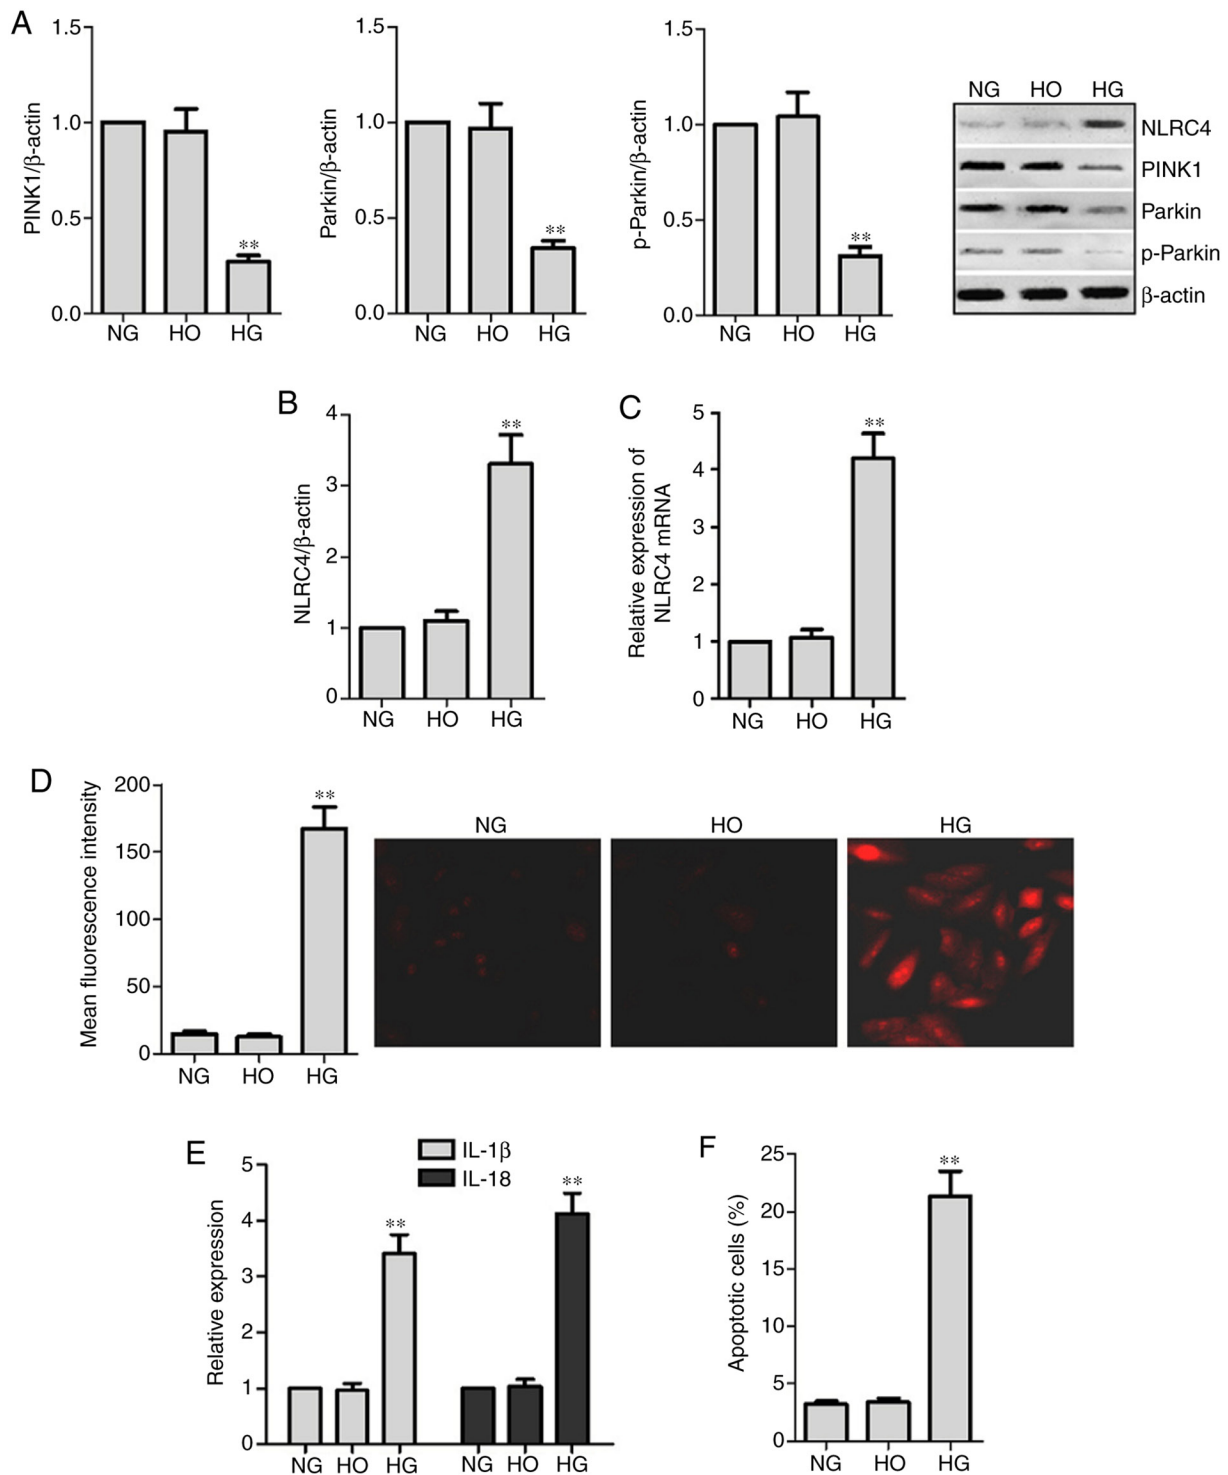 A
1.5
1.0
0.5
0.0
PINK1/β-actin
**
NG HO HG
1.5
1.0
0.5
0.0
Parkin/β-actin
**
NG HO HG
1.5
1.0
0.5
0.0
p-Parkin/β-actin
**
NG HO HG
NG HO HG
NLRC4
PINK1
Parkin
p-Parkin
β-actin
B
4
3
2
1
0
NLRC4/β-actin
**
NG HO HG
C
5
4
3
2
1
0
Relative expression of
NLRC4 mRNA
**
NG HO HG
D
200
150
100
50
0
Mean fluorescence intensity
**
NG HO HG
NG HO HG
E
IL-1β
IL-18
5
4
3
2
1
0
Relative expression
** **
NG HO HG NG HO HG
F
25
20
15
10
5
0
Apoptotic cells (%)
**
NG HO HG